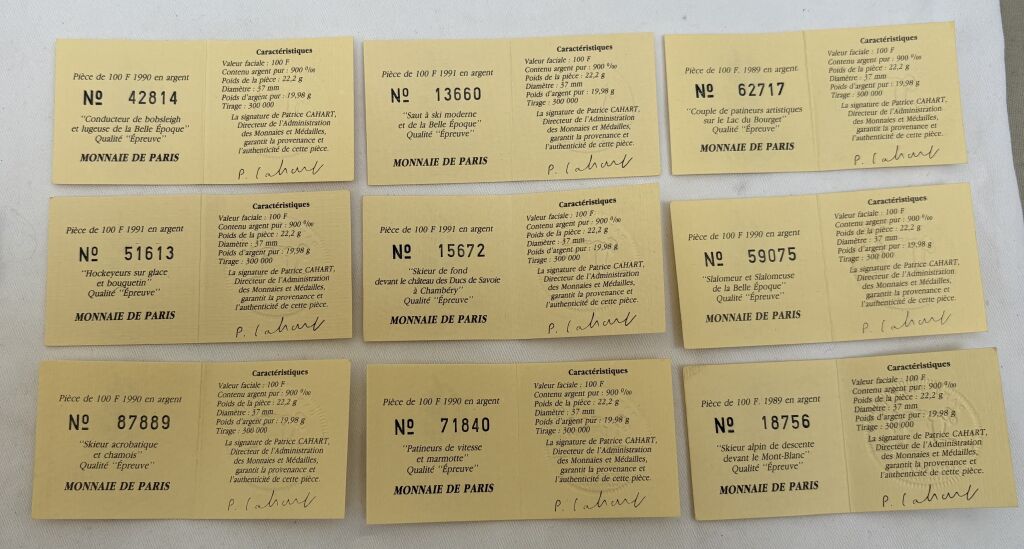 Pièce de 100 F 1990 en argent
Nº 42814
"Conducteur de bobsleigh
et lugeuse de la Belle Époque"
Qualité "Épreuve"
MONNAIE DE PARIS
Caractéristiques
Valeur faciale : 100 F
Contenu argent pur : 900 ⁰/₀₀
Poids de la pièce : 22,2 g
Diamètre : 37 mm
Poids d'argent pur : 19,98 g
Tirage : 300 000
La signature de Patrice CAHART,
Directeur de l'Administration
des Monnaies et Médailles,
garantit la provenance et
l'authenticité de cette pièce.
P. Cahart
Pièce de 100 F 1991 en argent
Nº 13660
"Saut à ski moderne
et de la Belle Époque"
Qualité "Épreuve"
MONNAIE DE PARIS
Caractéristiques
Valeur faciale : 100 F
Contenu argent pur : 900 ⁰/₀₀
Poids de la pièce : 22,2 g
Diamètre : 37 mm
Poids d'argent pur : 19,98 g
Tirage : 300 000
La signature de Patrice CAHART,
Directeur de l'Administration
des Monnaies et Médailles,
garantit la provenance et
l'authenticité de cette pièce.
P. Cahart
Pièce de 100 F. 1989 en argent
Nº 62717
"Couple de patineurs artistiques
sur le Lac du Bourget"
Qualité "Épreuve"
MONNAIE DE PARIS
Caractéristiques
Valeur faciale : 100 F
Contenu argent pur : 900 ⁰/₀₀
Poids de la pièce : 22,2 g
Diamètre : 37 mm
Poids d'argent pur : 19,98 g
Tirage : 300 000
La signature de Patrice CAHART,
Directeur de l'Administration
des Monnaies et Médailles,
garantit la provenance et
l'authenticité de cette pièce.
P. Cahart
Pièce de 100 F 1991 en argent
Nº 51613
"Hockeyeurs sur glace
et bouquetin"
Qualité "Épreuve"
MONNAIE DE PARIS
Caractéristiques
Valeur faciale : 100 F
Contenu argent pur : 900 ⁰/₀₀
Poids de la pièce : 22,2 g
Diamètre : 37 mm
Poids d'argent pur : 19,98 g
Tirage : 300 000
La signature de Patrice CAHART,
Directeur de l'Administration
des Monnaies et Médailles,
garantit la provenance et
l'authenticité de cette pièce.
P. Cahart
Pièce de 100 F 1991 en argent
Nº 15672
"Skieur de fond
devant le château des Ducs de Savoie
à Chambéry"
Qualité "Épreuve"
MONNAIE DE PARIS
Caractéristiques
Valeur faciale : 100 F
Contenu argent pur : 900 ⁰/₀₀
Poids de la pièce : 22,2 g
Diamètre : 37 mm
Poids d'argent pur : 19,98 g
Tirage : 300 000
La signature de Patrice CAHART,
Directeur de l'Administration
des Monnaies et Médailles,
garantit la provenance et
l'authenticité de cette pièce.
P. Cahart
Pièce de 100 F 1990 en argent
Nº 59075
"Slalomeur et Slalomeuse
de la Belle Époque"
Qualité "Épreuve"
MONNAIE DE PARIS
Caractéristiques
Valeur faciale : 100 F
Contenu argent pur : 900 ⁰/₀₀
Poids de la pièce : 22,2 g
Diamètre : 37 mm
Poids d'argent pur : 19,98 g
Tirage : 300 000
La signature de Patrice CAHART,
Directeur de l'Administration
des Monnaies et Médailles,
garantit la provenance et
l'authenticité de cette pièce.
P. Cahart
Pièce de 100 F 1990 en argent
Nº 87889
"Skieur acrobatique
et chamois"
Qualité "Épreuve"
MONNAIE DE PARIS
Caractéristiques
Valeur faciale : 100 F
Contenu argent pur : 900 ⁰/₀₀
Poids de la pièce : 22,2 g
Diamètre : 37 mm
Poids d'argent pur : 19,98 g
Tirage : 300 000
La signature de Patrice CAHART,
Directeur de l'Administration
des Monnaies et Médailles,
garantit la provenance et
l'authenticité de cette pièce.
P. Cahart
Pièce de 100 F 1990 en argent
Nº 71840
"Patineurs de vitesse
et marmotte"
Qualité "Épreuve"
MONNAIE DE PARIS
Caractéristiques
Valeur faciale : 100 F
Contenu argent pur : 900 ⁰/₀₀
Poids de la pièce : 22,2 g
Diamètre : 37 mm
Poids d'argent pur : 19,98 g
Tirage : 300 000
La signature de Patrice CAHART,
Directeur de l'Administration
des Monnaies et Médailles,
garantit la provenance et
l'authenticité de cette pièce.
P. Cahart
Pièce de 100 F. 1989 en argent
Nº 18756
"Skieur alpin de descente
devant le Mont-Blanc"
Qualité "Épreuve"
MONNAIE DE PARIS
Caractéristiques
Valeur faciale : 100 F
Contenu argent pur : 900 ⁰/₀₀
Poids de la pièce : 22,2 g
Diamètre : 37 mm
Poids d'argent pur : 19,98 g
Tirage : 300 000
La signature de Patrice CAHART,
Directeur de l'Administration
des Monnaies et Médailles,
garantit la provenance et
l'authenticité de cette pièce.
P. Cahart